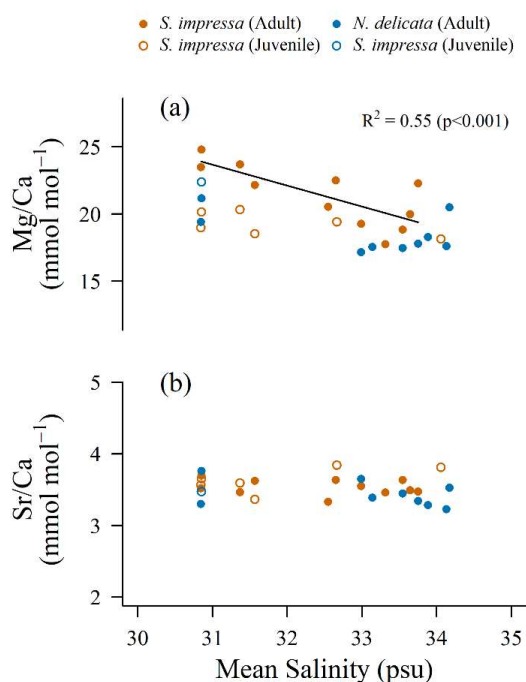 S. impressa (Adult) N. delicata (Adult)
S. impressa (Juvenile) S. impressa (Juvenile)
(a)
R² = 0.55 (p<0.001)
Mg/Ca
(mmol mol⁻¹)
25
20
15
(b)
Sr/Ca
(mmol mol⁻¹)
5
4
3
2
30 31 32 33 34 35
Mean Salinity (psu)